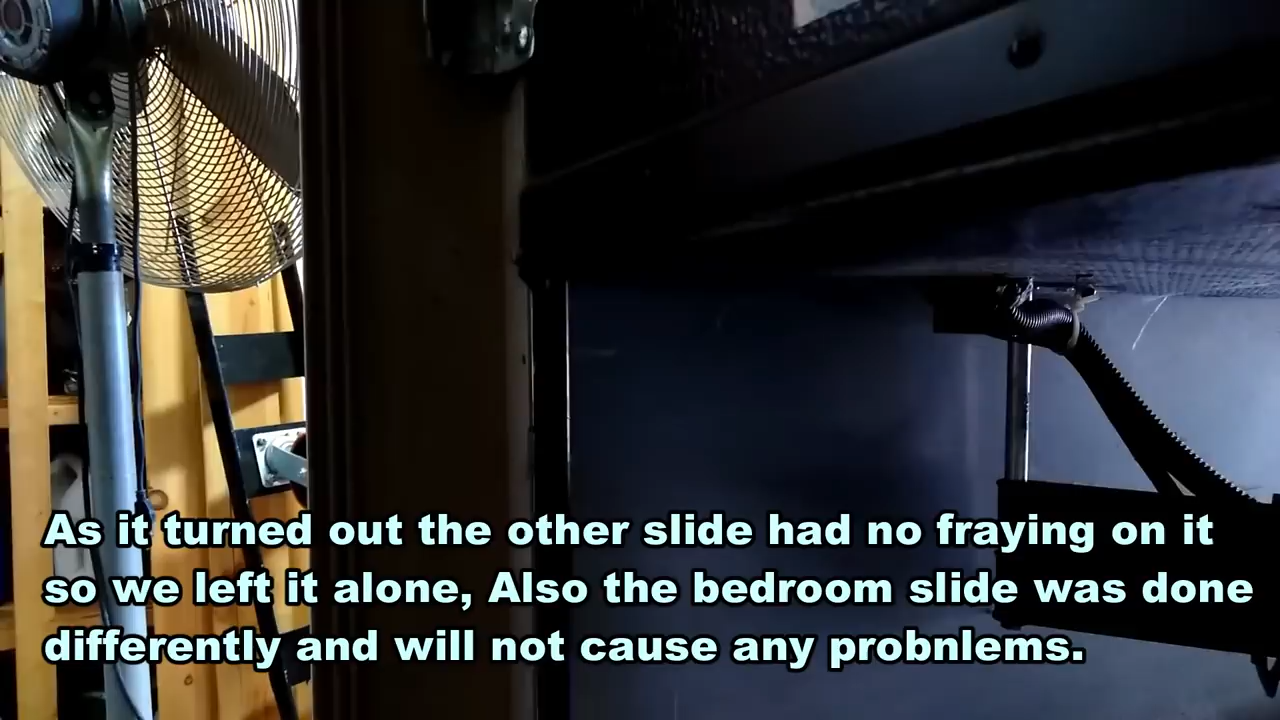 As it turned out the other slide had no fraying on it
so we left it alone, Also the bedroom slide was done
differently and will not cause any probnlems.